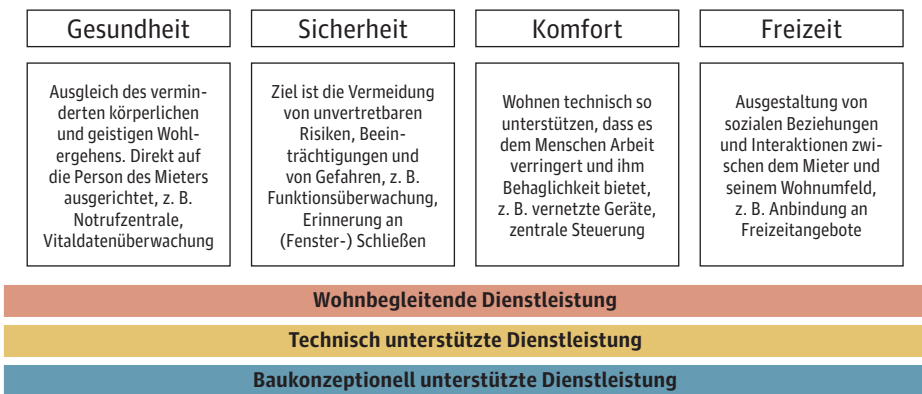 Gesundheit
Sicherheit
Komfort
Freizeit
Ausgleich des vermin-
derten körperlichen
und geistigen Wohl-
ergehens. Direkt auf
die Person des Mieters
ausgerichtet, z. B.
Notrufzentrale,
Vitaldatenüberwachung
Ziel ist die Vermeidung
von unvertretbaren
Risiken, Beein-
trächtigungen und
von Gefahren, z. B.
Funktionsüberwachung,
Erinnerung an
(Fenster-) Schließen
Wohnen technisch so
unterstützen, dass es
dem Menschen Arbeit
verringert und ihm
Behaglichkeit bietet,
z. B. vernetzte Geräte,
zentrale Steuerung
Ausgestaltung von
sozialen Beziehungen
und Interaktionen zwi-
schen dem Mieter und
seinem Wohnumfeld,
z. B. Anbindung an
Freizeitangebote
Wohnbegleitende Dienstleistung
Technisch unterstützte Dienstleistung
Baukonzeptionell unterstützte Dienstleistung